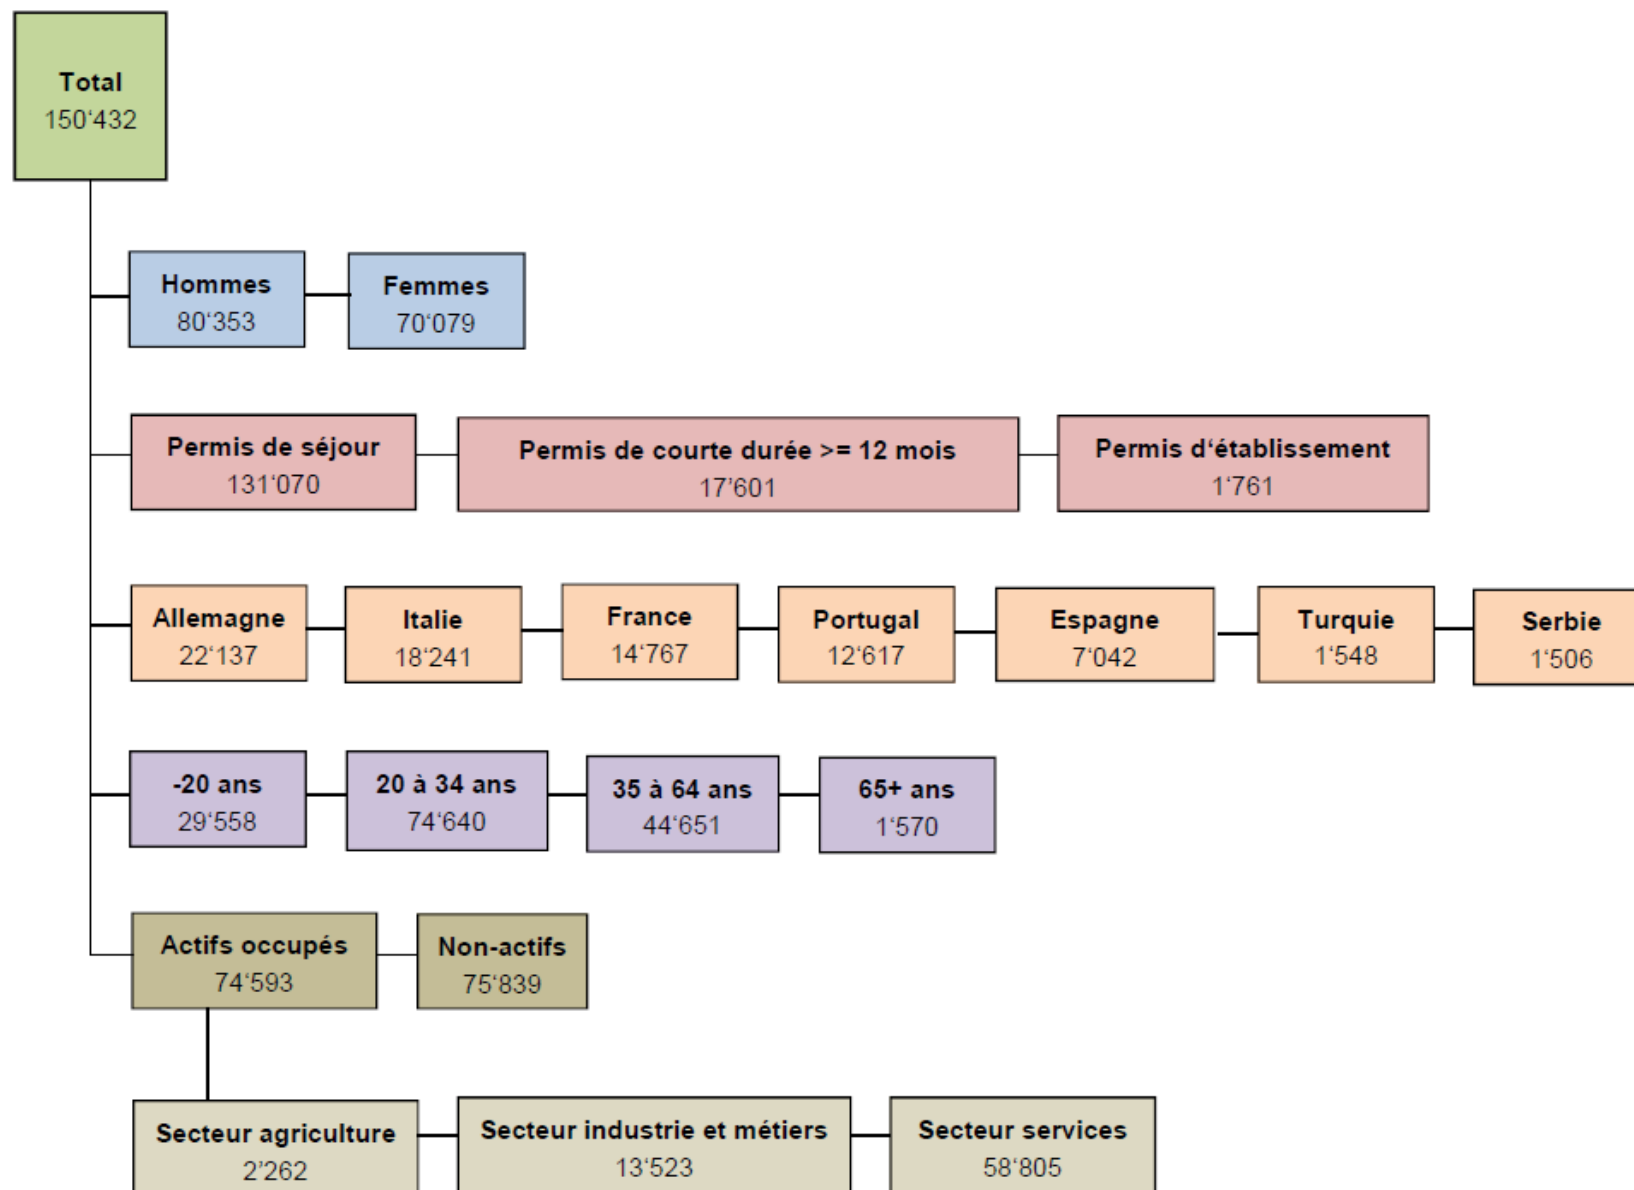 Total
150‘432
Hommes
80‘353
Femmes
70‘079
Permis de séjour
131‘070
Permis de courte durée >= 12 mois
17’601
Permis d‘établissement
1‘761
Allemagne
22‘137
Italie
18‘241
France
14‘767
Portugal
12‘617
Espagne
7‘042
Turquie
1‘548
Serbie
1‘506
-20 ans
29‘558
20 à 34 ans
74‘640
35 à 64 ans
44‘651
65+ ans
1‘570
Actifs occupés
74‘593
Non-actifs
75‘839
Secteur agriculture
2’262
Secteur industrie et métiers
13‘523
Secteur services
58‘805